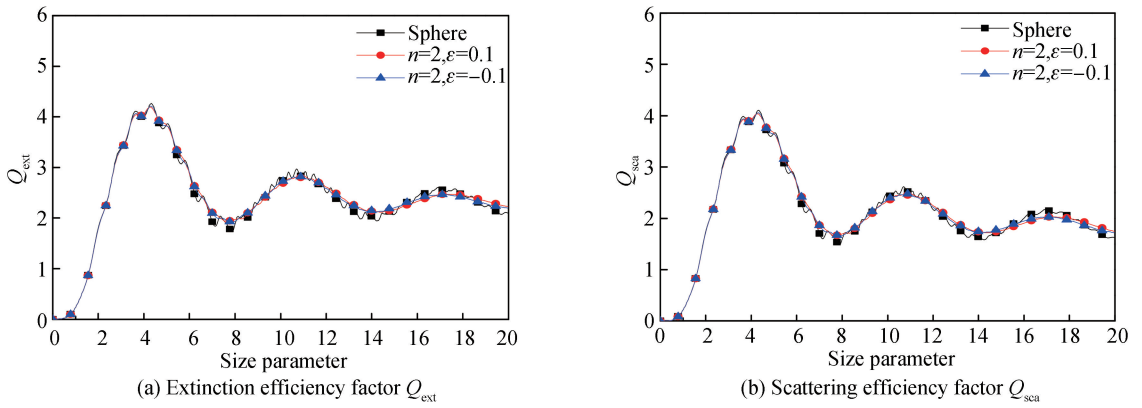 6
5
4
3
2
1
0
Q_ext
Sphere
n=2,ε=0.1
n=2,ε=−0.1
0 2 4 6 8 10 12 14 16 18 20
Size parameter
(a) Extinction efficiency factor Q_ext
6
5
4
3
2
1
0
Q_sca
Sphere
n=2,ε=0.1
n=2,ε=−0.1
0 2 4 6 8 10 12 14 16 18 20
Size parameter
(b) Scattering efficiency factor Q_sca